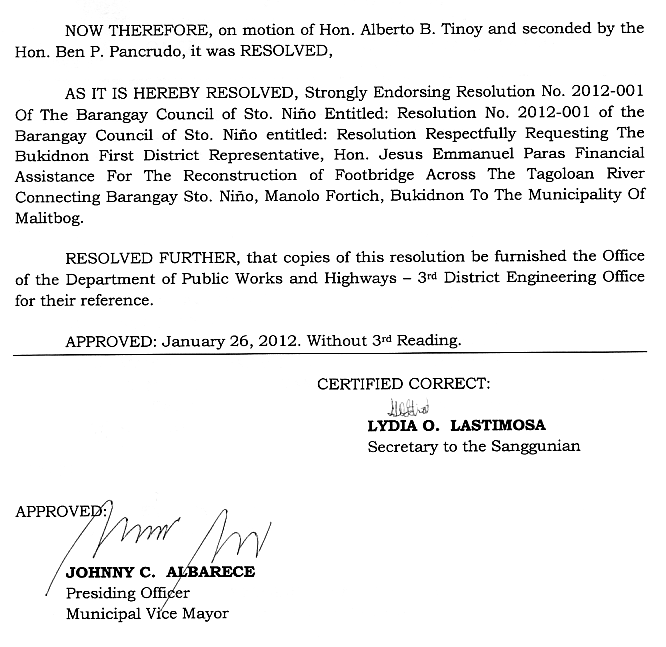 NOW THEREFORE, on motion of Hon. Alberto B. Tinoy and seconded by the
Hon. Ben P. Pancrudo, it was RESOLVED,
AS IT IS HEREBY RESOLVED, Strongly Endorsing Resolution No. 2012-001
Of The Barangay Council of Sto. Niño Entitled: Resolution No. 2012-001 of the
Barangay Council of Sto. Niño entitled: Resolution Respectfully Requesting The
Bukidnon First District Representative, Hon. Jesus Emmanuel Paras Financial
Assistance For The Reconstruction of Footbridge Across The Tagoloan River
Connecting Barangay Sto. Niño, Manolo Fortich, Bukidnon To The Municipality Of
Malitbog.
RESOLVED FURTHER, that copies of this resolution be furnished the Office
of the Department of Public Works and Highways – 3rd District Engineering Office
for their reference.
APPROVED: January 26, 2012. Without 3rd Reading.
CERTIFIED CORRECT:
LYDIA O. LASTIMOSA
Secretary to the Sanggunian
APPROVED:
JOHNNY C. ALBARECE
Presiding Officer
Municipal Vice Mayor